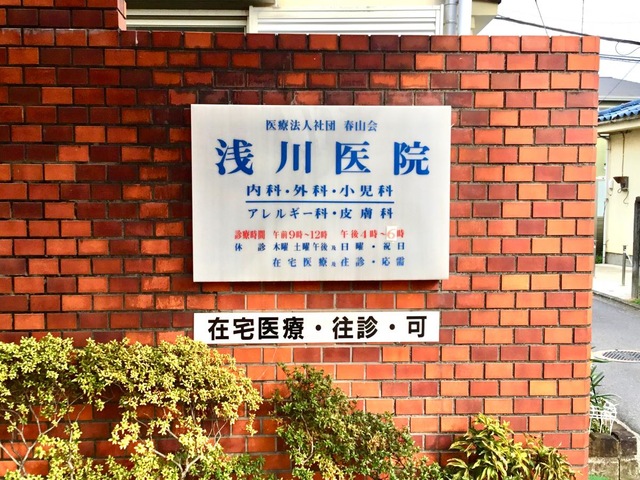 医療法人社団 春山会
浅川医院
内科・外科・小児科
アレルギー科・皮膚科
診療時間 午前9時～12時 午後4時～6時
休診 木曜 土曜午後及日曜・祝日
在宅医療及往診・応需
在宅医療・往診・可